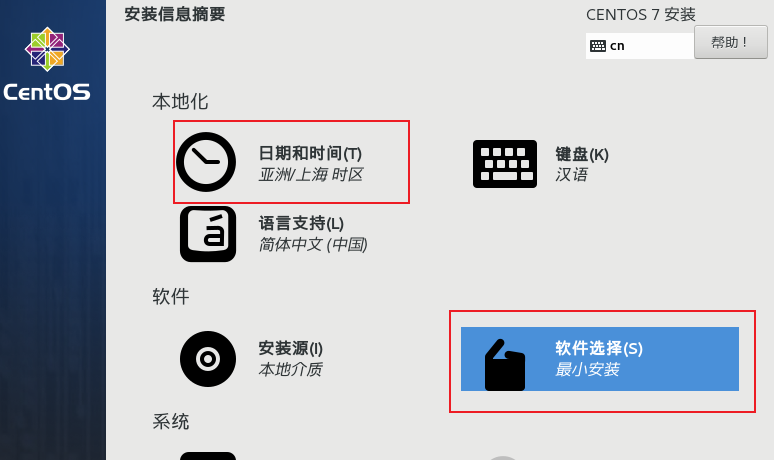 安装信息摘要
CENTOS 7 安装
cn
帮助！
CentOS
本地化
日期和时间(T)
亚洲/上海 时区
键盘(K)
汉语
语言支持(L)
简体中文 (中国)
á
软件
安装源(I)
本地介质
软件选择(S)
最小安装
系统